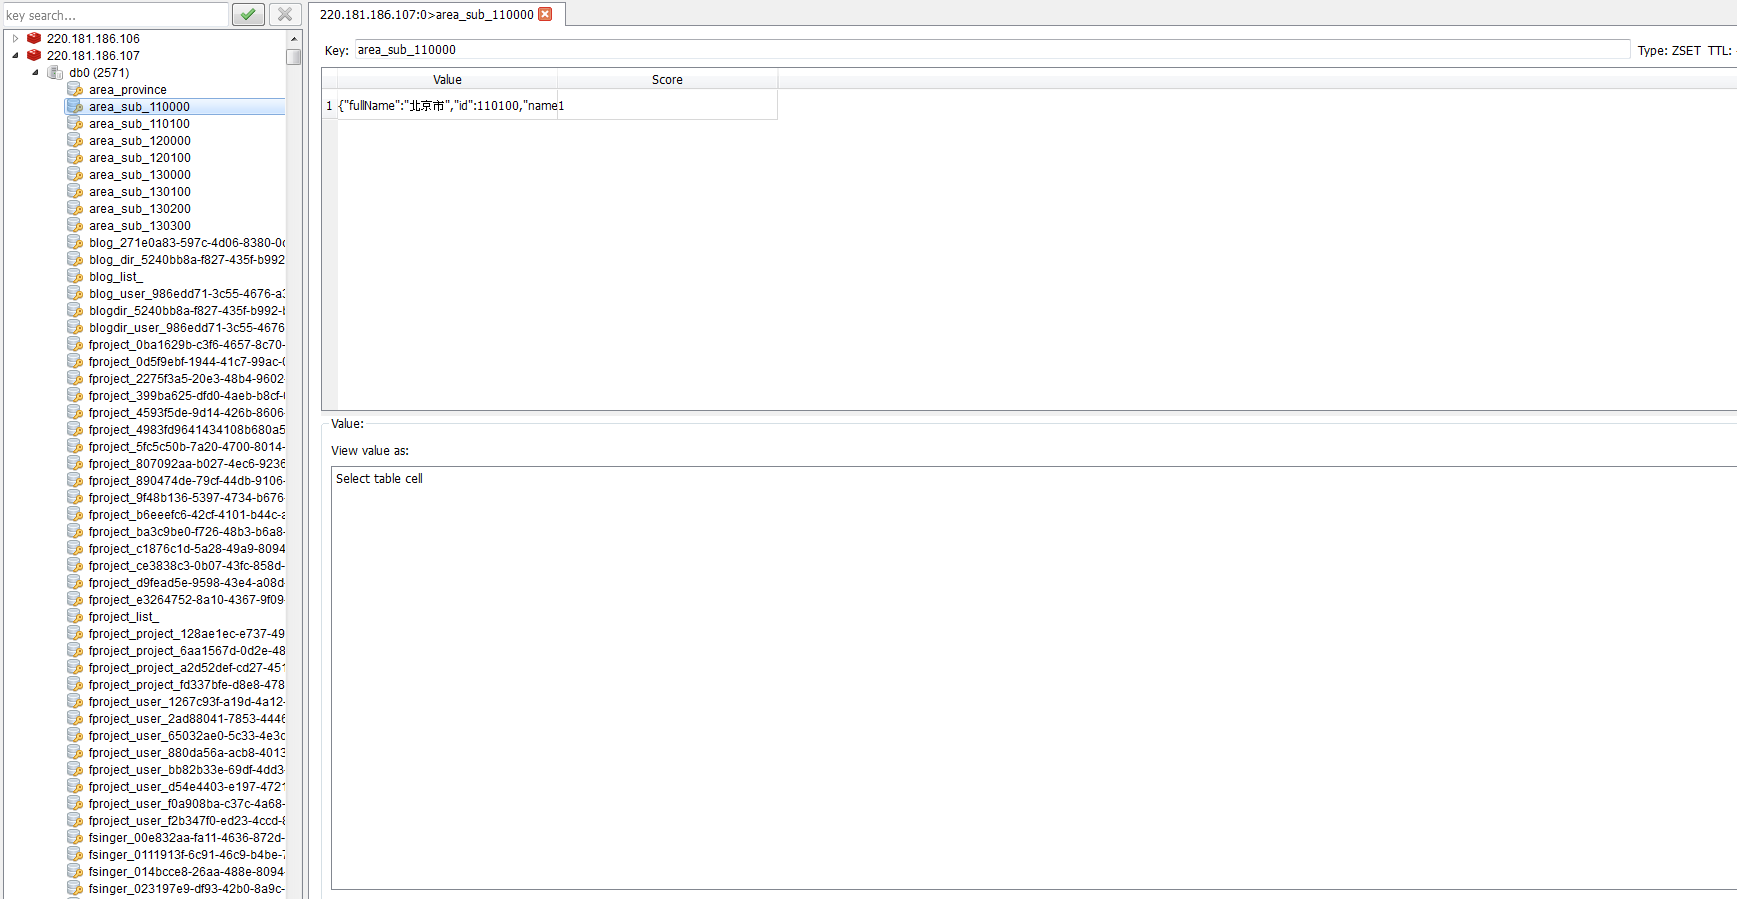 key search...
220.181.186.106
220.181.186.107
db0 (2571)
area_province
area_sub_110000
area_sub_110100
area_sub_120000
area_sub_120100
area_sub_130000
area_sub_130100
area_sub_130200
area_sub_130300
blog_271e0a83-597c-4d06-8380-0c
blog_dir_5240bb8a-f827-435f-b992
blog_list_
blog_user_986edd71-3c55-4676-a3
blogdir_5240bb8a-f827-435f-b992-b
blogdir_user_986edd71-3c55-4676
fproject_0ba1629b-c3f6-4657-8c70-
fproject_0d5f9ebf-1944-41c7-99ac-0
fproject_2275f3a5-20e3-48b4-9602-
fproject_399ba625-dfd0-4aeb-b8cf-
fproject_4593f5de-9d14-426b-8606-
fproject_4983fd9641434108b680a5
fproject_5fc5c50b-7a20-4700-8014-
fproject_807092aa-b027-4ec6-9236
fproject_890474de-79cf-44db-9106-
fproject_9f48b136-5397-4734-b676-
fproject_b6eeefc6-42cf-4101-b44c-a
fproject_ba3c9be0-f726-48b3-b6a8-
fproject_c1876c1d-5a28-49a9-8094
fproject_ce3838c3-0b07-43fc-858d-
fproject_d9fead5e-9598-43e4-a08d-
fproject_e3264752-8a10-4367-9f09-
fproject_list_
fproject_project_128ae1ec-e737-49
fproject_project_6aa1567d-0d2e-48
fproject_project_a2d52def-cd27-451
fproject_project_fd337bfe-d8e8-478
fproject_user_1267c93f-a19d-4a12-
fproject_user_2ad88041-7853-4446
fproject_user_65032ae0-5c33-4e3c
fproject_user_880da56a-acb8-4013
fproject_user_bb82b33e-69df-4dd3-
fproject_user_d54e4403-e197-4721
fproject_user_f0a908ba-c37c-4a68-
fproject_user_f2b347f0-ed23-4ccd-8
fsinger_00e832aa-fa11-4636-872d-
fsinger_0111913f-6c91-46c9-b4be-7
fsinger_014bcce8-26aa-488e-8094-
fsinger_023197e9-df93-42b0-8a9c-
220.181.186.107:0>area_sub_110000
Key: area_sub_110000 Type: ZSET TTL: -
Value Score
1 {"fullName":"北京市","id":110100,"name 1
Value:
View value as:
Select table cell